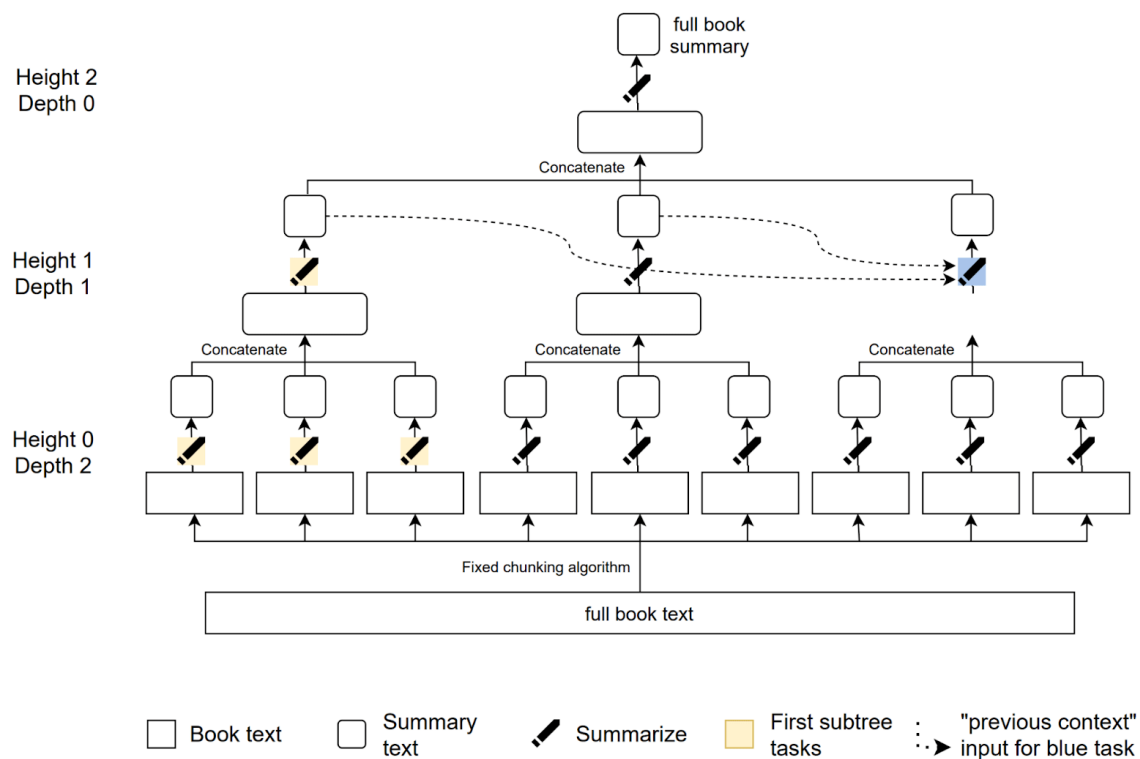 full book
summary
Height 2
Depth 0
Concatenate
Height 1
Depth 1
Concatenate
Concatenate
Concatenate
Height 0
Depth 2
Fixed chunking algorithm
full book text
Book text
Summary
text
Summarize
First subtree
tasks
"previous context"
input for blue task